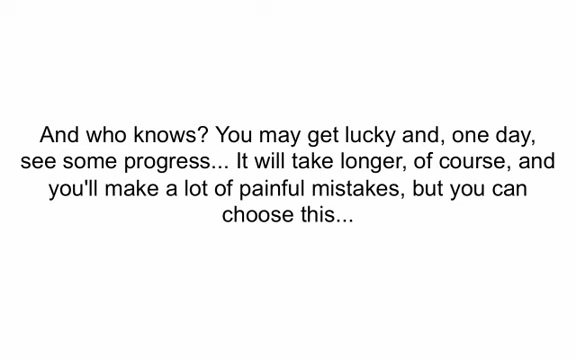 And who knows? You may get lucky and, one day,
see some progress... It will take longer, of course, and
you'll make a lot of painful mistakes, but you can
choose this...